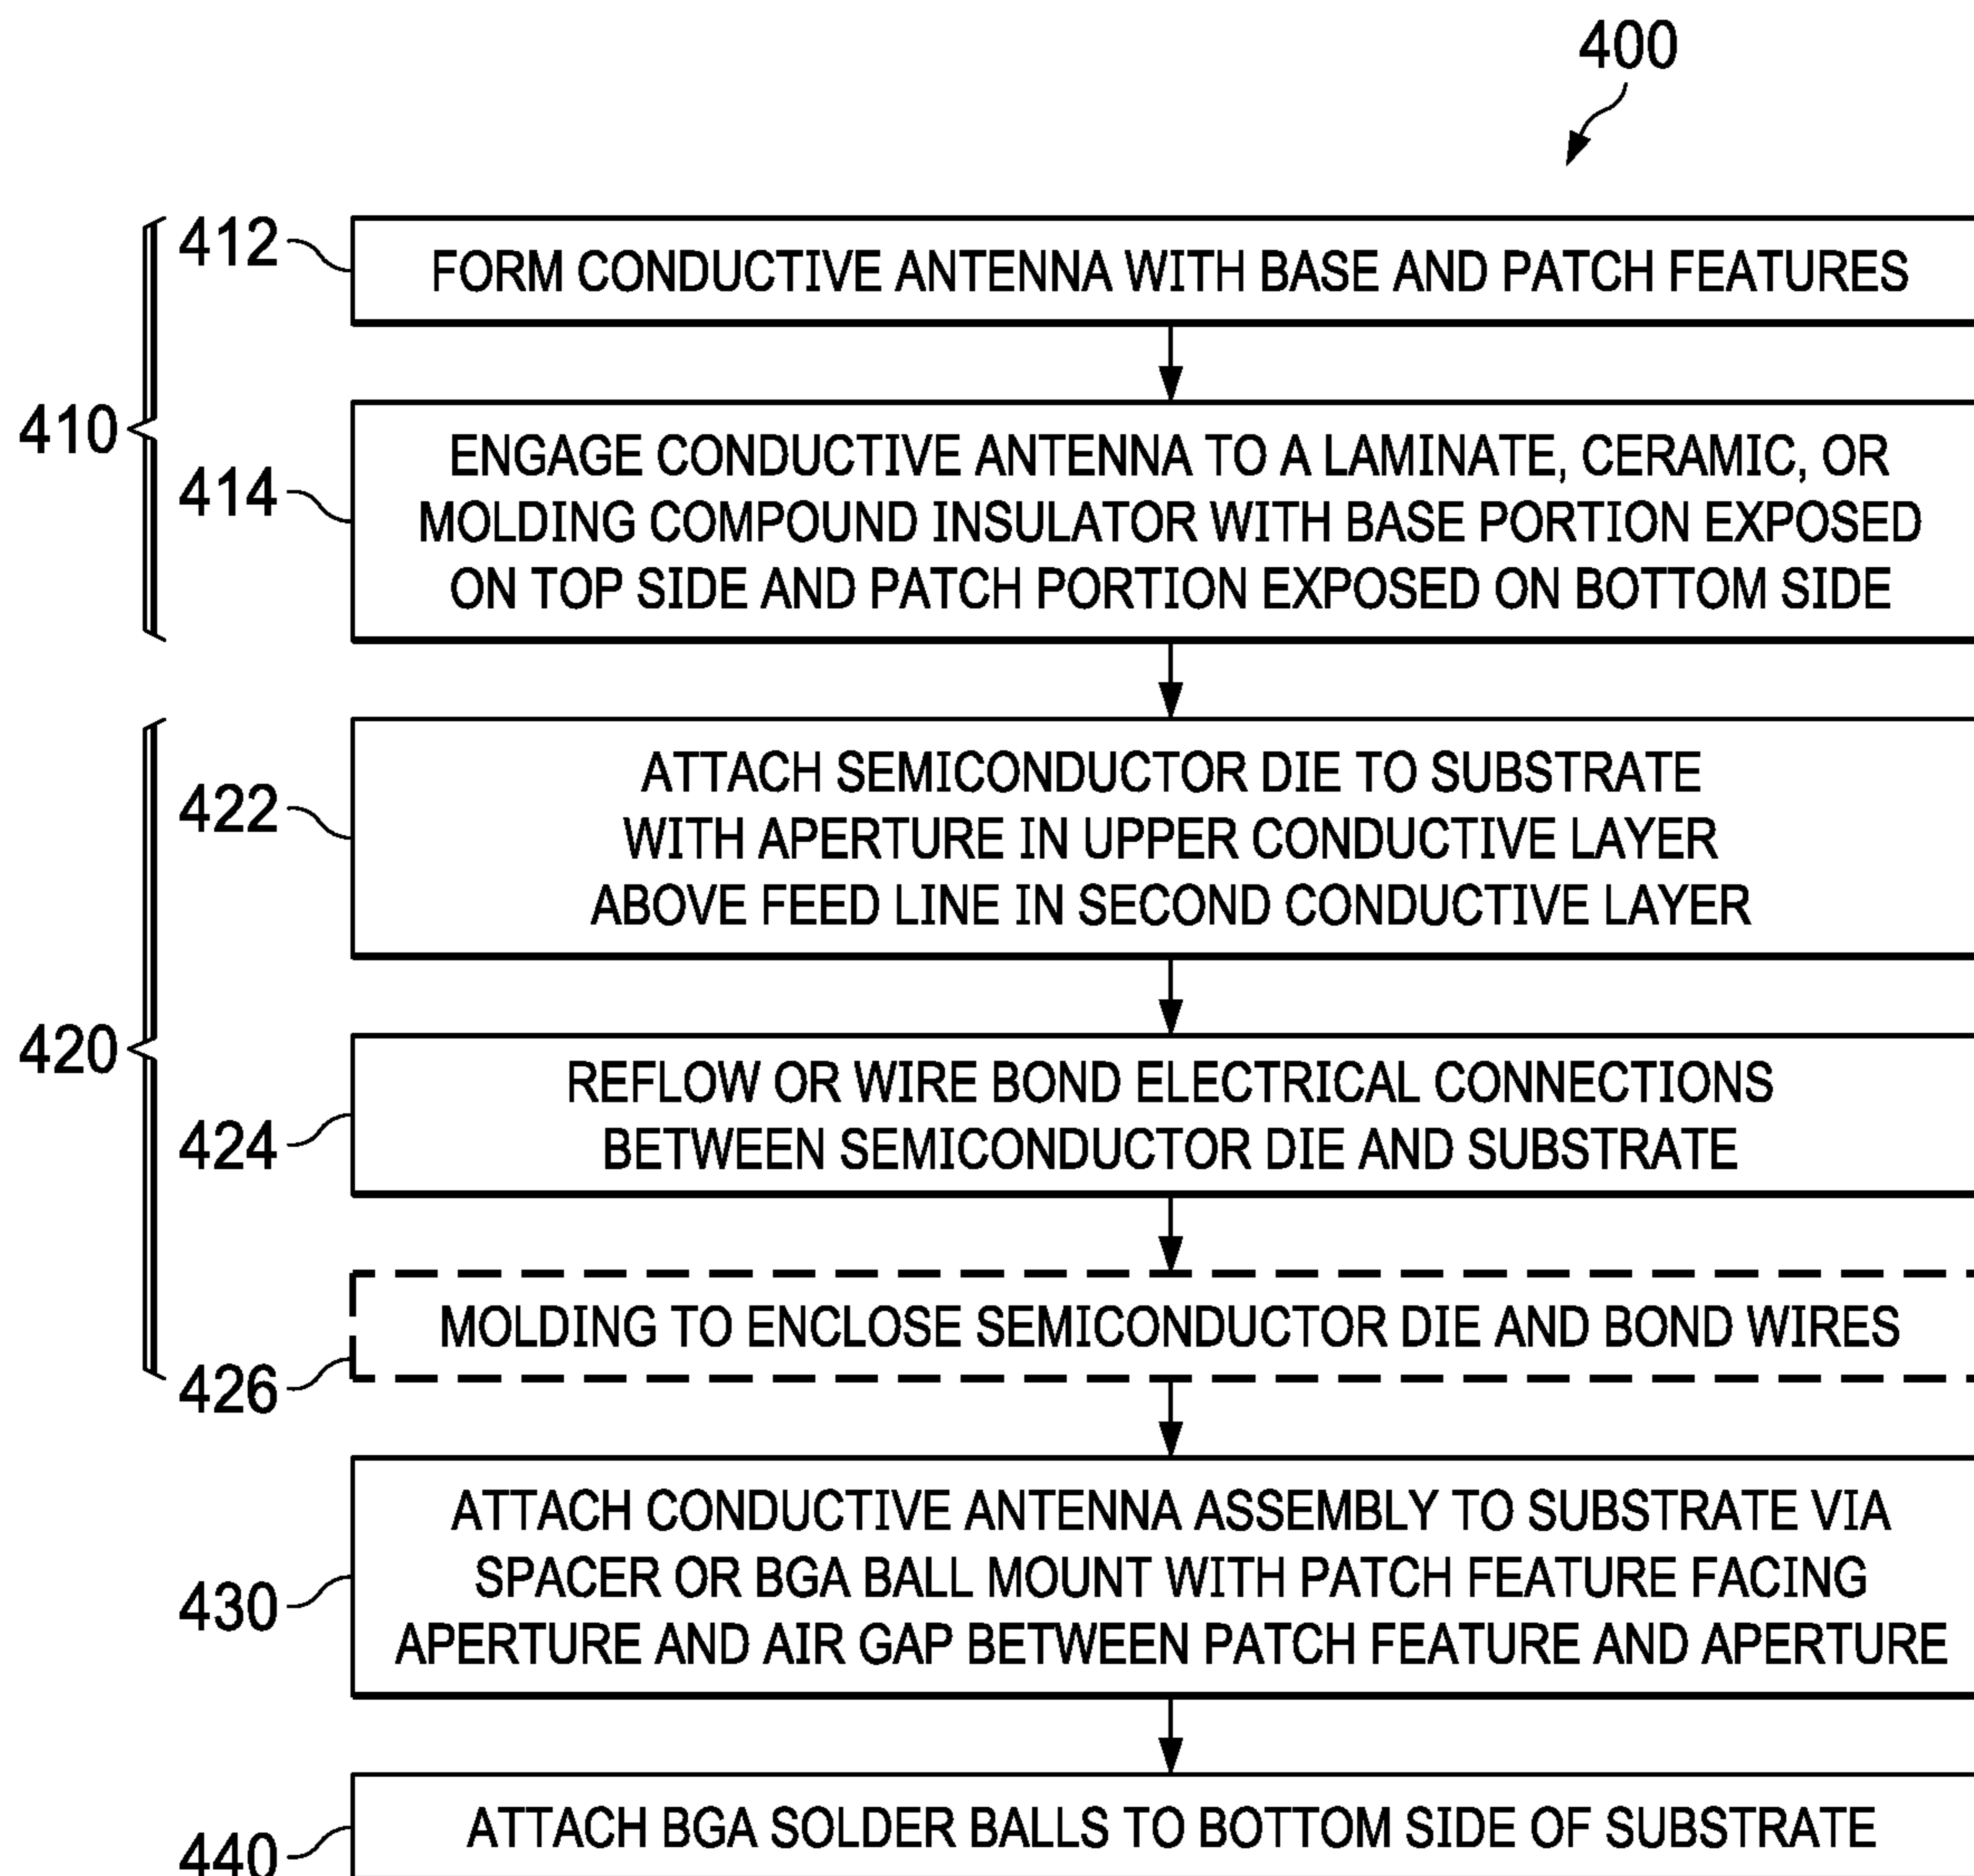 400
412
FORM CONDUCTIVE ANTENNA WITH BASE AND PATCH FEATURES
410
414
ENGAGE CONDUCTIVE ANTENNA TO A LAMINATE, CERAMIC, OR
MOLDING COMPOUND INSULATOR WITH BASE PORTION EXPOSED
ON TOP SIDE AND PATCH PORTION EXPOSED ON BOTTOM SIDE
422
ATTACH SEMICONDUCTOR DIE TO SUBSTRATE
WITH APERTURE IN UPPER CONDUCTIVE LAYER
ABOVE FEED LINE IN SECOND CONDUCTIVE LAYER
420
424
REFLOW OR WIRE BOND ELECTRICAL CONNECTIONS
BETWEEN SEMICONDUCTOR DIE AND SUBSTRATE
426
MOLDING TO ENCLOSE SEMICONDUCTOR DIE AND BOND WIRES
430
ATTACH CONDUCTIVE ANTENNA ASSEMBLY TO SUBSTRATE VIA
SPACER OR BGA BALL MOUNT WITH PATCH FEATURE FACING
APERTURE AND AIR GAP BETWEEN PATCH FEATURE AND APERTURE
440
ATTACH BGA SOLDER BALLS TO BOTTOM SIDE OF SUBSTRATE